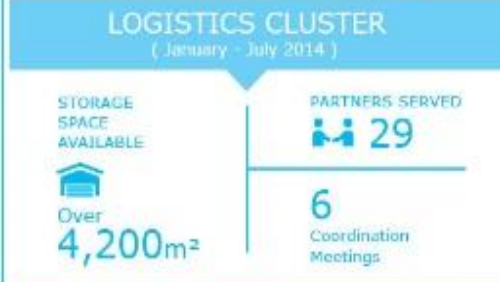 LOGISTICS CLUSTER
( January - July 2014 )
STORAGE
SPACE
AVAILABLE
Over
4,200m²
PARTNERS SERVED
29
6
Coordination
Meetings